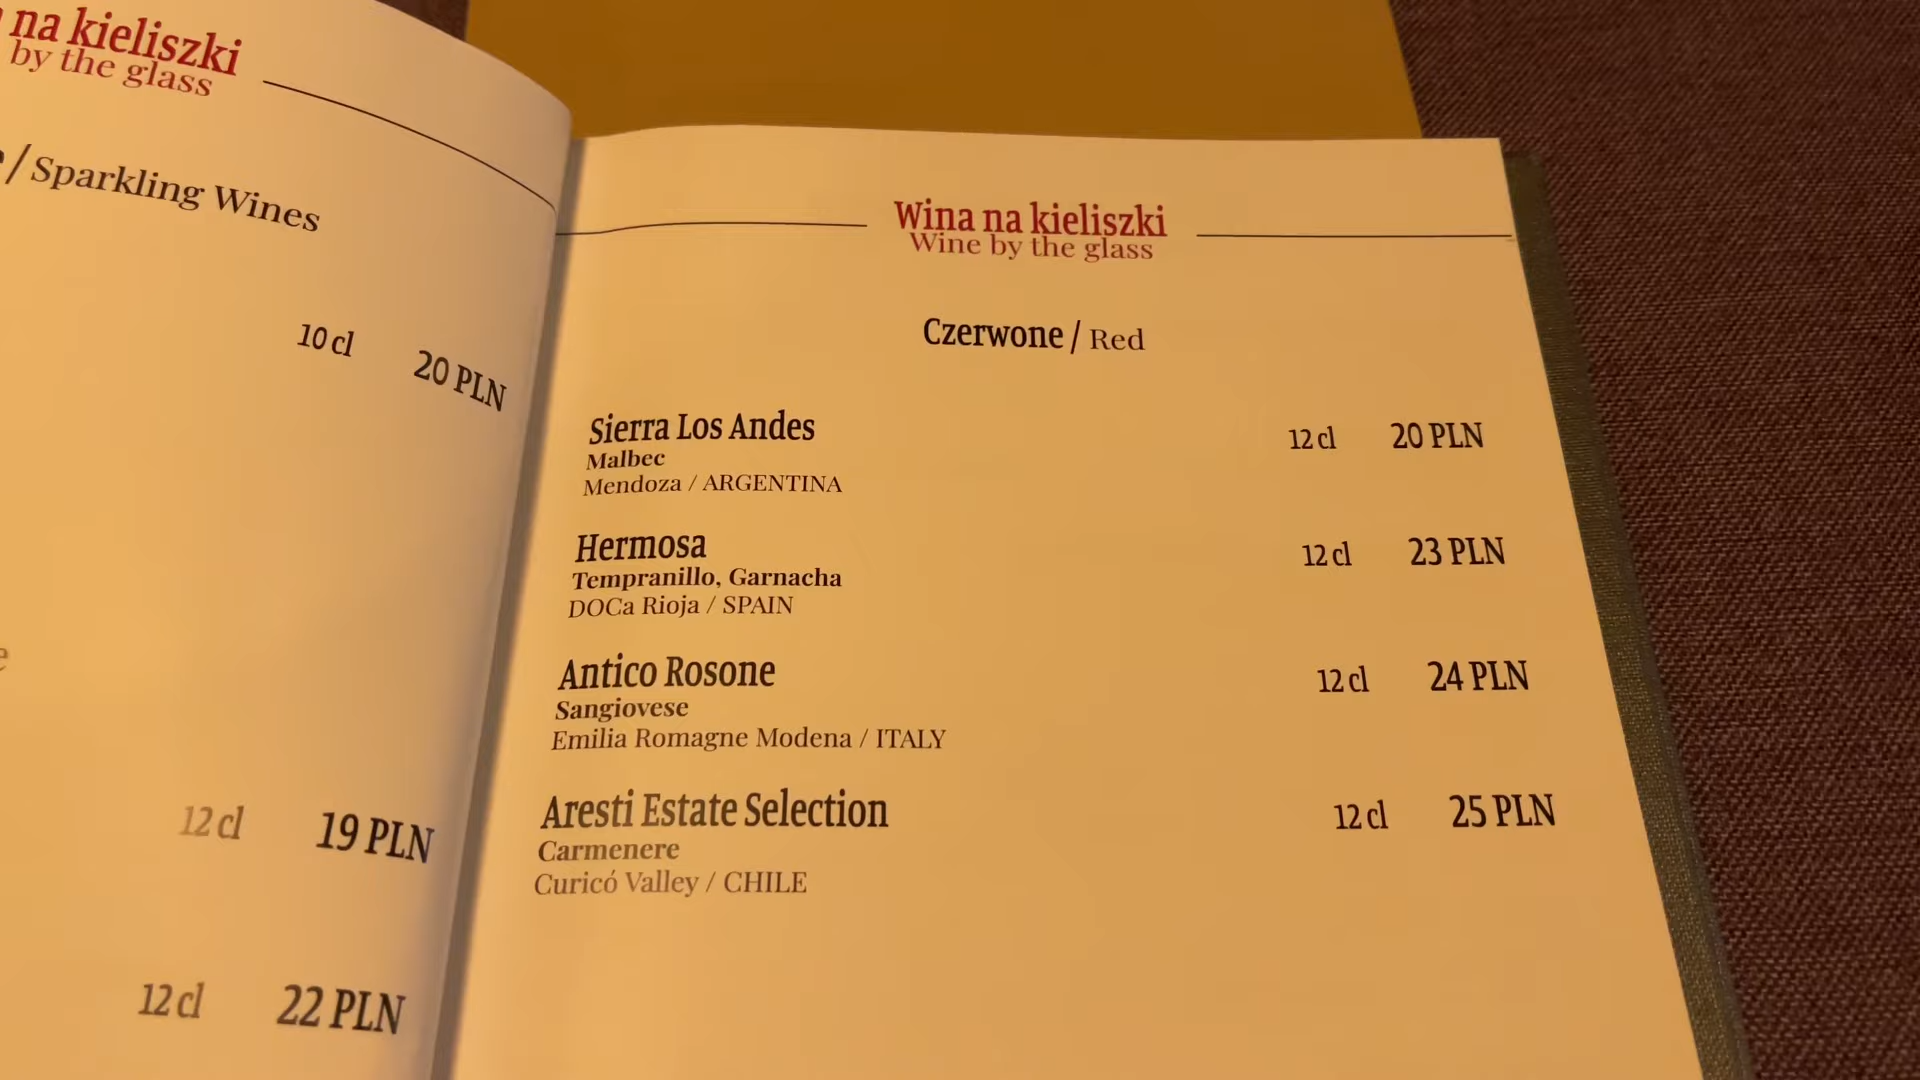 na kieliszki
by the glass
/ Sparkling Wines
10 cl 20 PLN
12 cl 19 PLN
12 cl 22 PLN
Wina na kieliszki
Wine by the glass
Czerwone / Red
Sierra Los Andes 12 cl 20 PLN
Malbec
Mendoza / ARGENTINA
Hermosa 12 cl 23 PLN
Tempranillo, Garnacha
DOCa Rioja / SPAIN
Antico Rosone 12 cl 24 PLN
Sangiovese
Emilia Romagne Modena / ITALY
Aresti Estate Selection 12 cl 25 PLN
Carmenere
Curicó Valley / CHILE